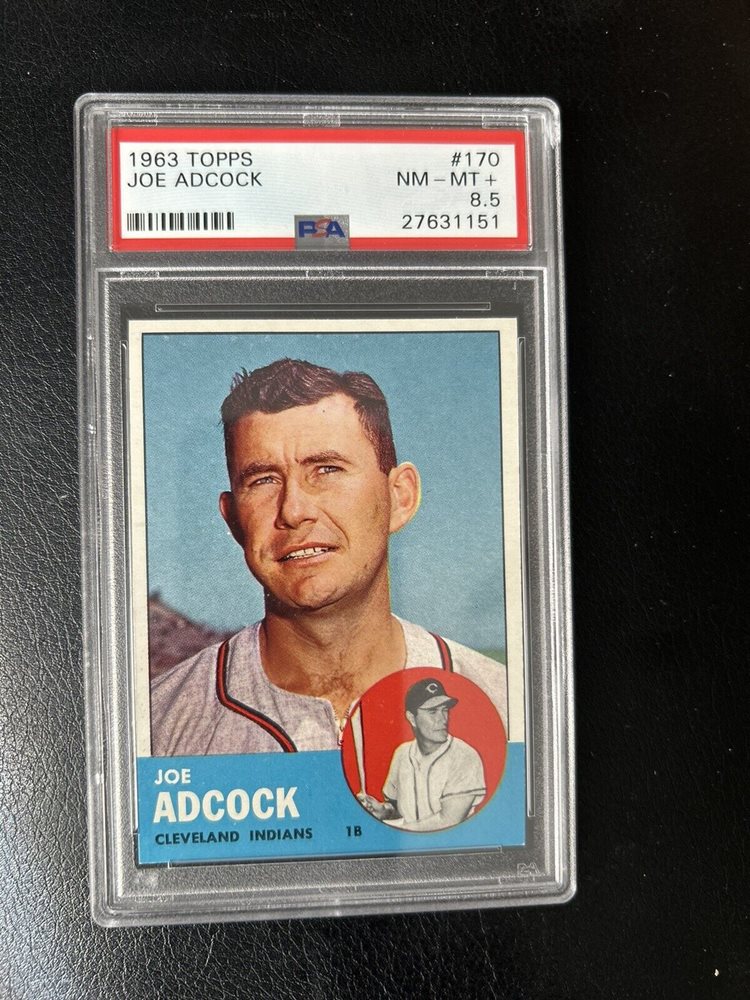 1963 TOPPS #170
JOE ADCOCK NM – MT +
8.5
PSA 27631151
C
JOE
ADCOCK
CLEVELAND INDIANS 1B